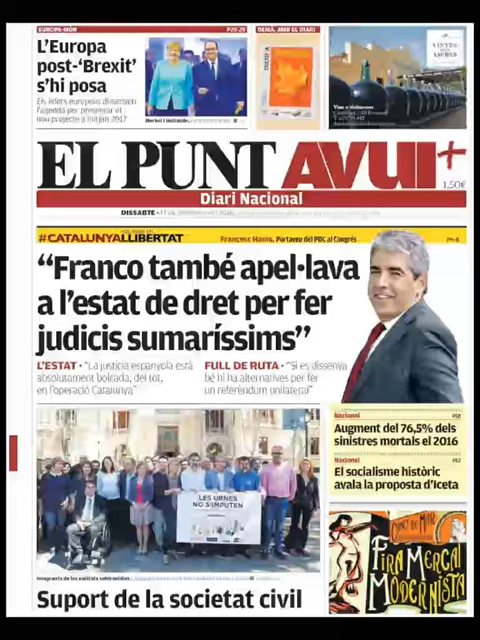 EUROPA-MÓN
P28-29
L'Europa
post-'Brexit'
s'hi posa
Els líders europeus dissenyen
l'agenda per presentar el
nou projecte a mitjan 2017
Merkel i Hollande
DEMÀ, AMB EL DIARI
EL PUNT AVUI+
1,50€
Diari Nacional
DISSABTE
#CATALUNYALLIBERTAT
Francesc Homs, Portaveu del PDC al Congrés
P6-8
“Franco també apel·lava
a l'estat de dret per fer
judicis sumaríssims”
L'ESTAT • “La justícia espanyola està
absolutament bolcada, del tot,
en l'operació Catalunya”
FULL DE RUTA • “Si es dissenya
bé hi ha alternatives per fer
un referèndum unilateral”
Nacional
Augment del 76,5% dels
sinistres mortals el 2016
Nacional
El socialisme històric
avala la proposta d'Iceta
LES URNES
NO S'IMPUTEN
FIRA MERCAT
MODERNISTA
Suport de la societat civil